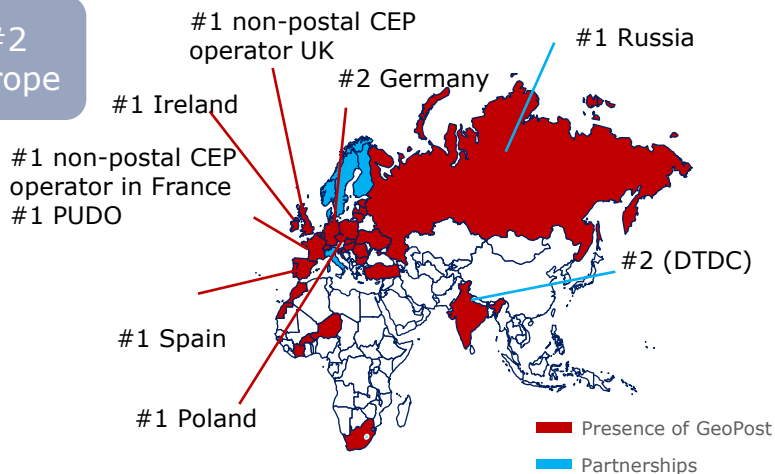 #2
#1 non-postal CEP
operator UK
#1 Russia
#2 Germany
#1 Ireland
#1 non-postal CEP
operator in France
#1 PUDO
#2 (DTDC)
#1 Spain
#1 Poland
Presence of GeoPost
Partnerships